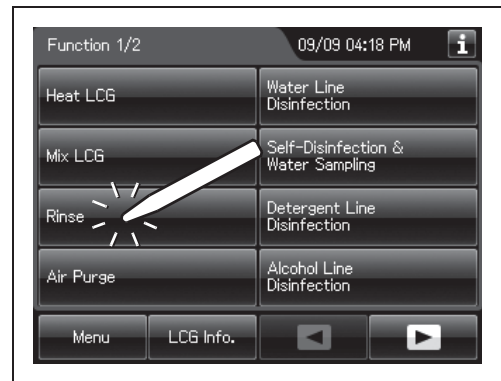 Function 1/2
09/09 04:18 PM
i
Heat LCG
Water Line
Disinfection
Mix LCG
Self-Disinfection &
Water Sampling
Rinse
Detergent Line
Disinfection
Air Purge
Alcohol Line
Disinfection
Menu
LCG Info.